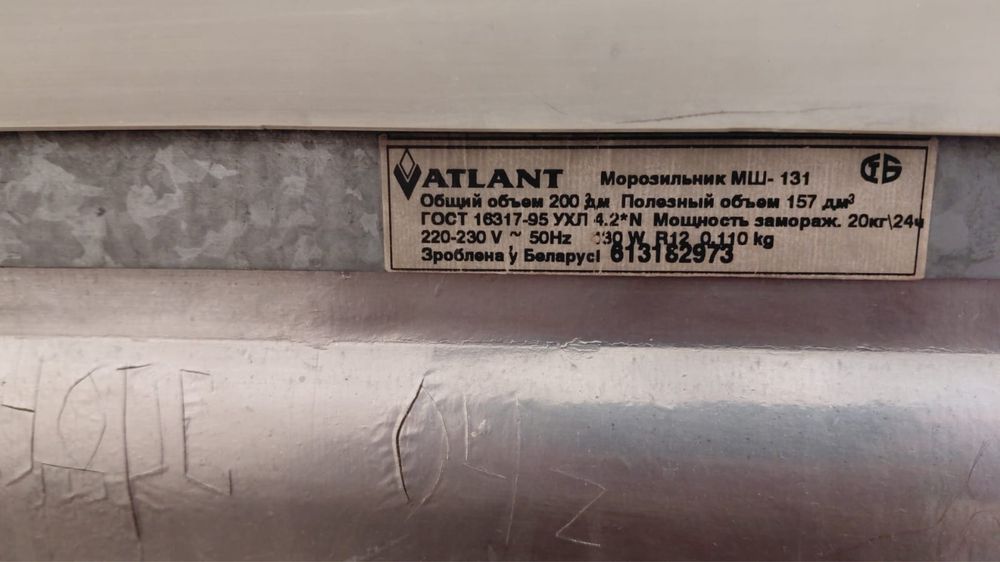 ATLANT Морозильник МШ- 131 СТБ
Общий объем 200 дм Полезный объем 157 дм³
ГОСТ 16317-95 УХЛ 4.2*N Мощность замораж. 20кг\24ч
220-230 V ~ 50Hz W R12 0.110 kg
Зроблена у Беларусі 613182973